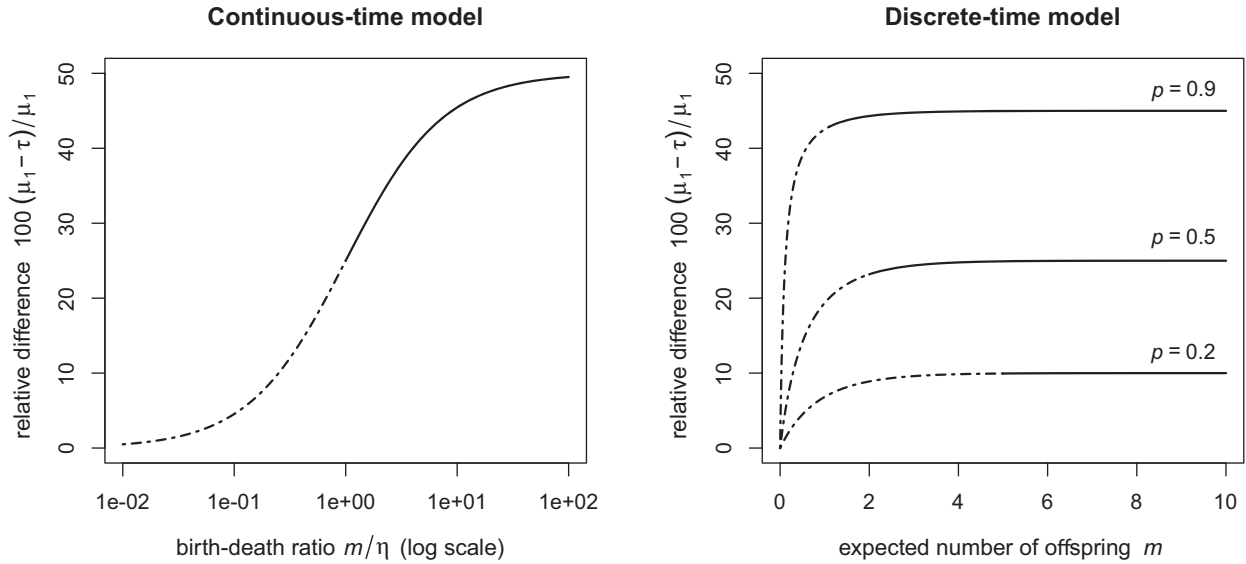 Continuous-time model
relative difference 100 (μ₁ − τ)/μ₁
50
40
30
20
10
0
1e-02 1e-01 1e+00 1e+01 1e+02
birth-death ratio m/η (log scale)
Discrete-time model
relative difference 100 (μ₁ − τ)/μ₁
50
40
30
20
10
0
p = 0.9
p = 0.5
p = 0.2
0 2 4 6 8 10
expected number of offspring m